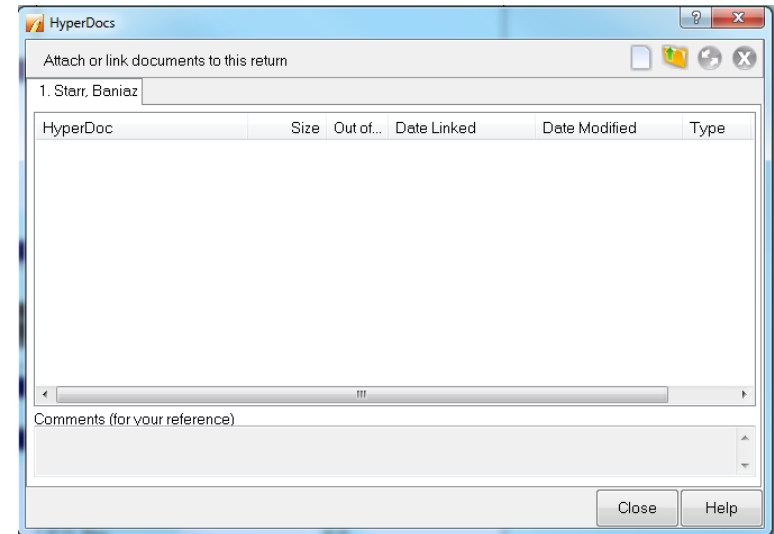 HyperDocs
Attach or link documents to this return
1. Starr, Baniaz
HyperDoc Size Out of... Date Linked Date Modified Type
Comments (for your reference)
Close Help